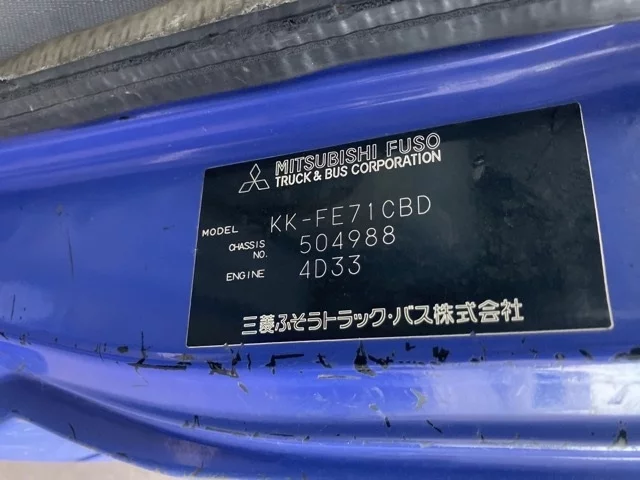 MITSUBISHI FUSO
TRUCK & BUS CORPORATION
MODEL KK-FE71CBD
CHASSIS NO. 504988
ENGINE 4D33
三菱ふそうトラック・バス株式会社